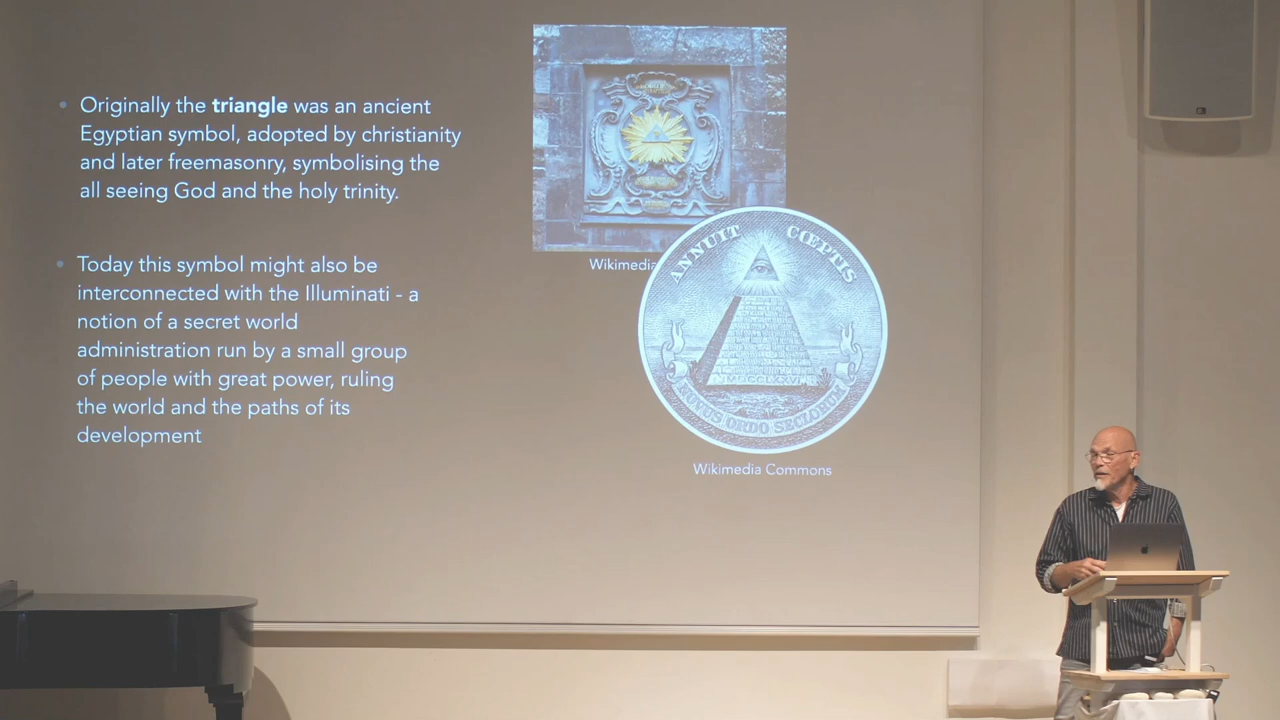 • Originally the triangle was an ancient
Egyptian symbol, adopted by christianity
and later freemasonry, symbolising the
all seeing God and the holy trinity.
• Today this symbol might also be
interconnected with the Illuminati - a
notion of a secret world
administration run by a small group
of people with great power, ruling
the world and the paths of its
development
Wikimedia
ANNUIT CŒPTIS
MDCCLXXVI
NOVUS ORDO SECLORUM
Wikimedia Commons